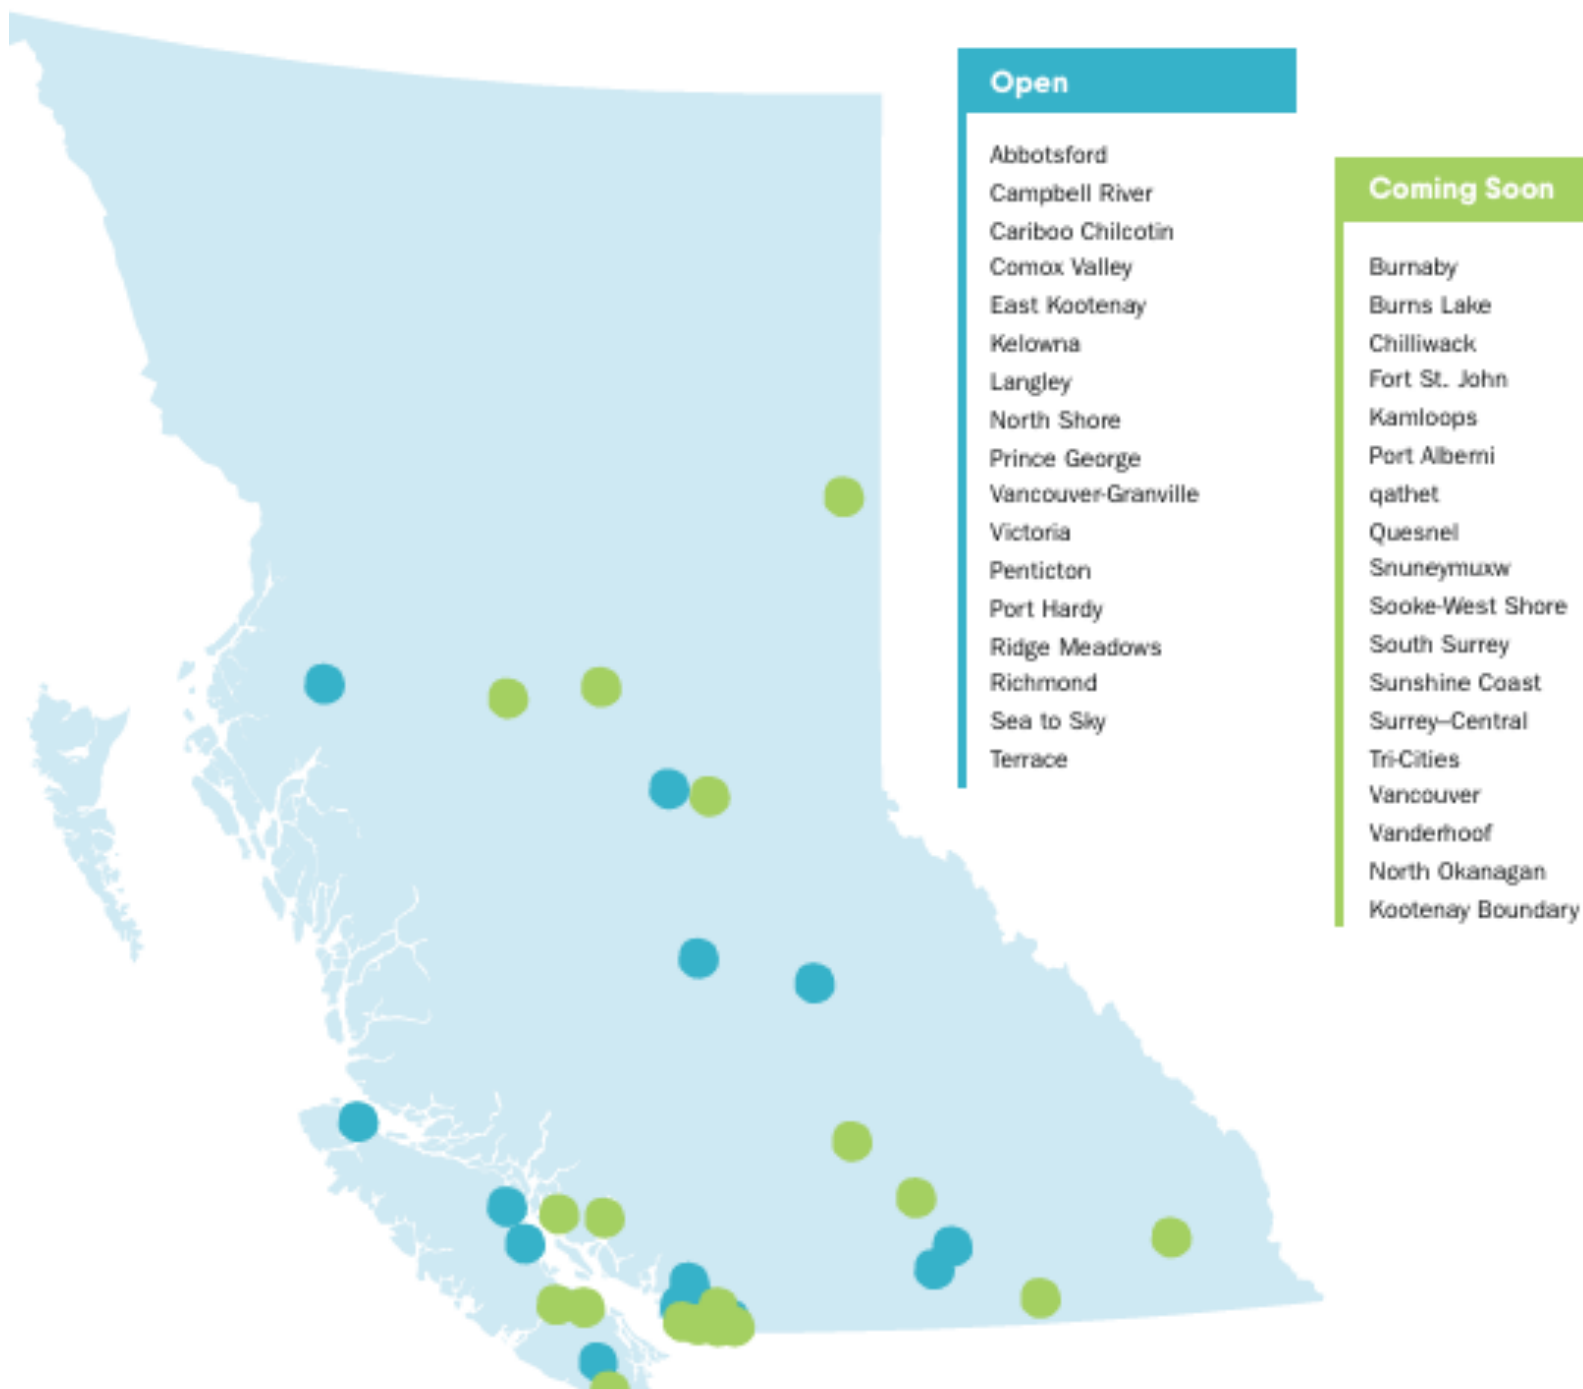 Open
Abbotsford
Campbell River
Cariboo Chilcotin
Comox Valley
East Kootenay
Kelowna
Langley
North Shore
Prince George
Vancouver-Granville
Victoria
Penticton
Port Hardy
Ridge Meadows
Richmond
Sea to Sky
Terrace
Coming Soon
Burnaby
Burns Lake
Chilliwack
Fort St. John
Kamloops
Port Alberni
qathet
Quesnel
Snuneymuxw
Sooke-West Shore
South Surrey
Sunshine Coast
Surrey–Central
Tri-Cities
Vancouver
Vanderhoof
North Okanagan
Kootenay Boundary